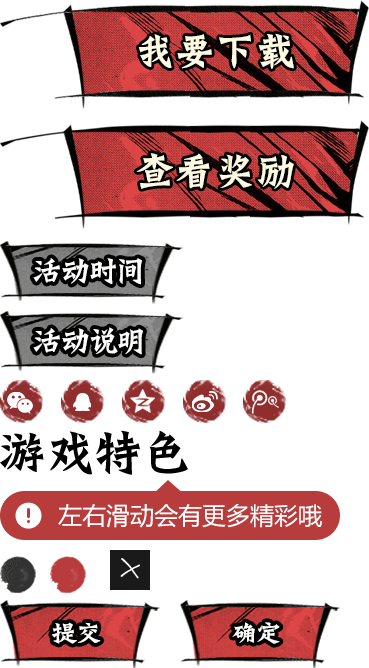 我要下载
查看奖励
活动时间
活动说明
游戏特色
左右滑动会有更多精彩哦
提交
确定